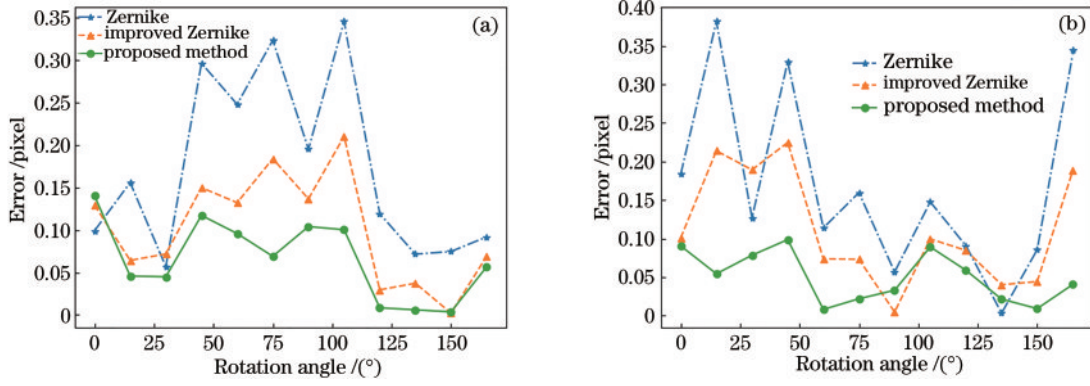 (a)
Zernike
improved Zernike
proposed method
0.35
0.30
0.25
0.20
0.15
0.10
0.05
0
Error /pixel
0 25 50 75 100 125 150
Rotation angle /(°)
(b)
Zernike
improved Zernike
proposed method
0.40
0.35
0.30
0.25
0.20
0.15
0.10
0.05
0
Error /pixel
0 25 50 75 100 125 150
Rotation angle /(°)